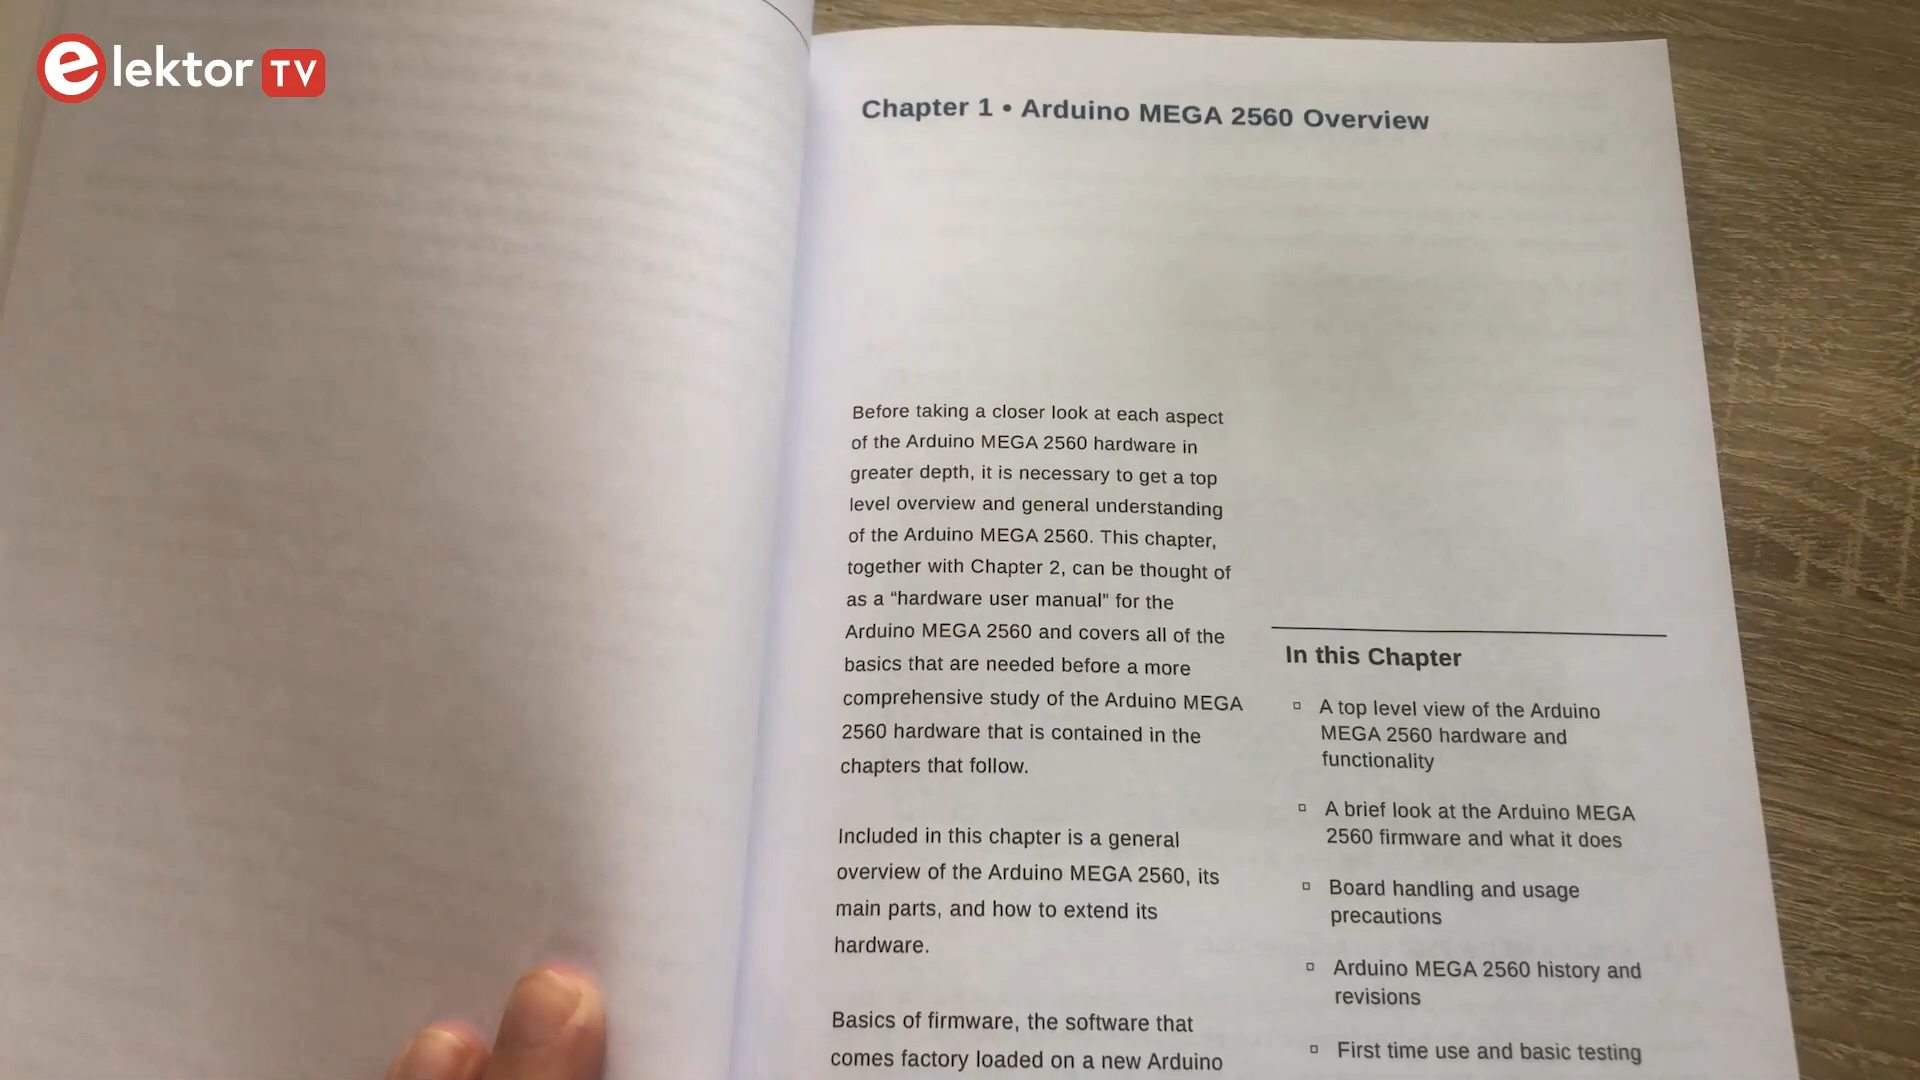 elektor TV
Chapter 1 • Arduino MEGA 2560 Overview
Before taking a closer look at each aspect
of the Arduino MEGA 2560 hardware in
greater depth, it is necessary to get a top
level overview and general understanding
of the Arduino MEGA 2560. This chapter,
together with Chapter 2, can be thought of
as a “hardware user manual” for the
Arduino MEGA 2560 and covers all of the
basics that are needed before a more
comprehensive study of the Arduino MEGA
2560 hardware that is contained in the
chapters that follow.
Included in this chapter is a general
overview of the Arduino MEGA 2560, its
main parts, and how to extend its
hardware.
Basics of firmware, the software that
comes factory loaded on a new Arduino
In this Chapter
▫ A top level view of the Arduino
MEGA 2560 hardware and
functionality
▫ A brief look at the Arduino MEGA
2560 firmware and what it does
▫ Board handling and usage
precautions
▫ Arduino MEGA 2560 history and
revisions
▫ First time use and basic testing